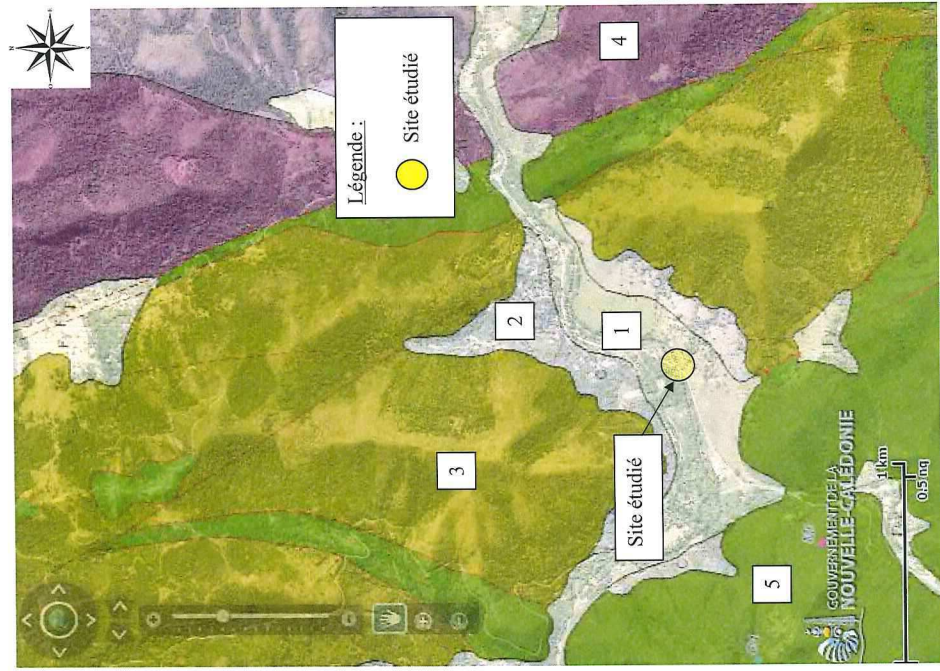 Légende :
Site étudié
4
2
1
3
Site étudié
5
GOUVERNEMENT DE LA
NOUVELLE-CALÉDONIE
1 km
0.5 nq